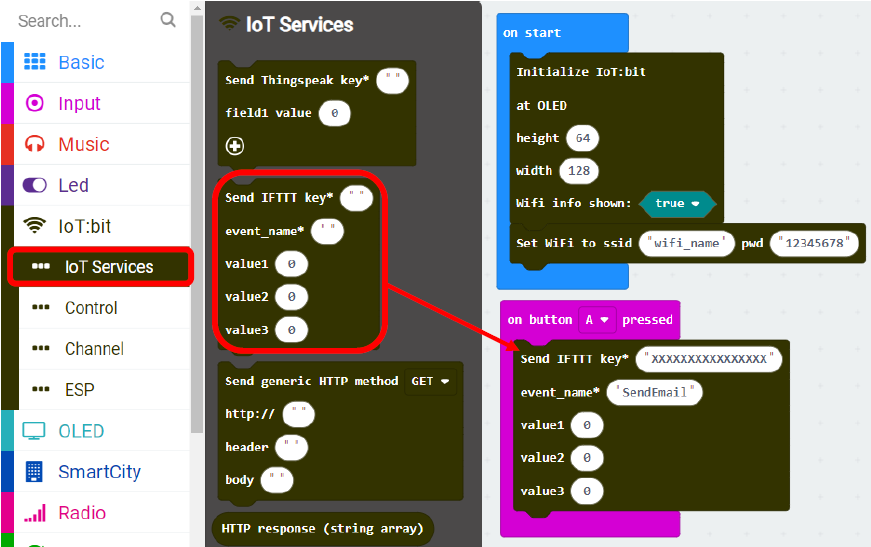 Search...
Basic
Input
Music
Led
IoT:bit
IoT Services
Control
Channel
ESP
OLED
SmartCity
Radio
IoT Services
Send Thingspeak key* " "
field1 value 0
Send IFTTT key* " "
event_name* ' "
value1 0
value2 0
value3 0
Send generic HTTP method GET
http:// " "
header " "
body " "
HTTP response (string array)
on start
Initialize IoT:bit
at OLED
height 64
width 128
Wifi info shown: true
Set WiFi to ssid "wifi_name' pwd "12345678"
on button A pressed
Send IFTTT key* "XXXXXXXXXXXXXXXX"
event_name* 'SendEmail"
value1 0
value2 0
value3 0